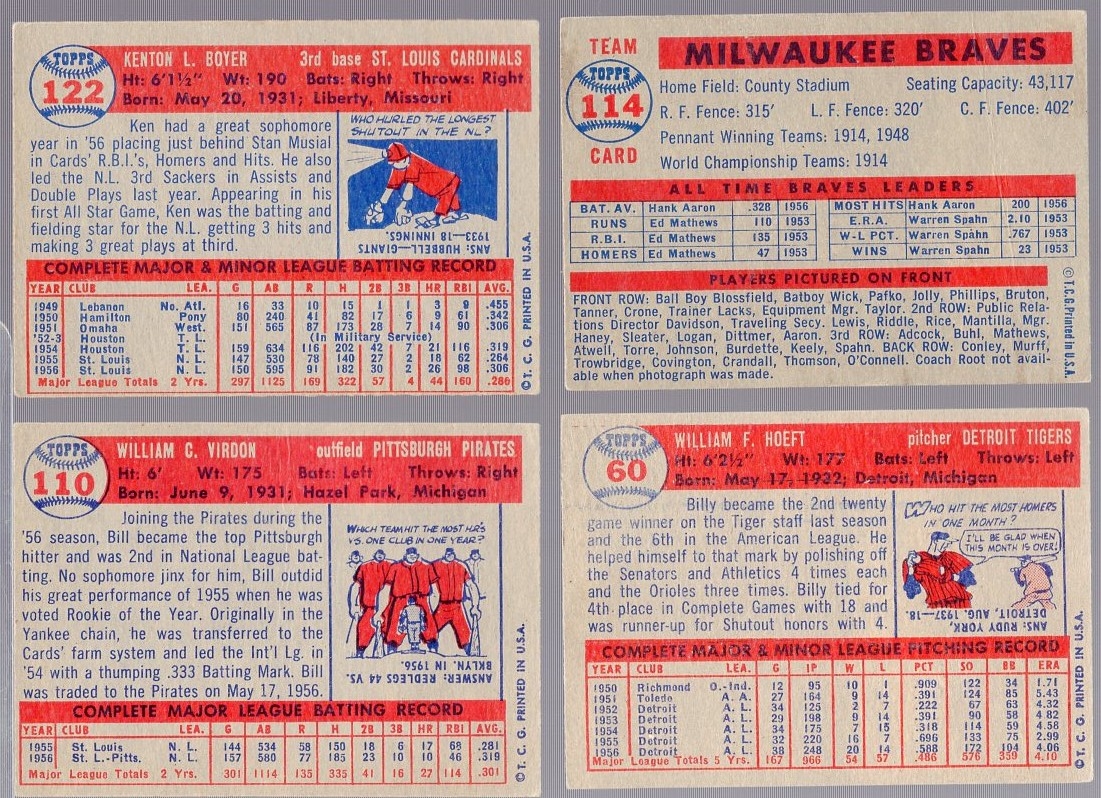 TOPPS
122
KENTON L. BOYER 3rd base ST. LOUIS CARDINALS
Ht: 6'1½" Wt: 190 Bats: Right Throws: Right
Born: May 20, 1931; Liberty, Missouri
Ken had a great sophomore
year in '56 placing just behind Stan Musial
in Cards' R.B.I.'s, Homers and Hits. He also
led the N.L. 3rd Sackers in Assists and
Double Plays last year. Appearing in his
first All Star Game, Ken was the batting and
fielding star for the N.L. getting 3 hits and
making 3 great plays at third.
WHO HURLED THE LONGEST
SHUTOUT IN THE N.L.?
ANS: HUBBELL—GIANTS
1933—18 INNINGS.
COMPLETE MAJOR & MINOR LEAGUE BATTING RECORD
YEAR CLUB LEA. G AB R H 2B 3B HR RBI AVG.
1949 Lebanon No. Atl. 16 33 10 15 1 1 3 9 .455
1950 Hamilton Pony 80 240 41 82 17 6 9 61 .342
1951 Omaha West. 151 565 87 173 28 7 14 90 .306
'52-3 Houston T. L. (In Military Service)
1954 Houston T. L. 159 634 116 202 42 7 21 116 .319
1955 St. Louis N. L. 147 530 78 140 27 2 18 62 .264
1956 St. Louis N. L. 150 595 91 182 30 2 26 98 .306
Major League Totals 2 Yrs. 297 1125 169 322 57 4 44 160 .286
© T. C. G. PRINTED IN U.S.A.
TEAM
TOPPS
114
CARD
MILWAUKEE BRAVES
Home Field: County Stadium Seating Capacity: 43,117
R. F. Fence: 315' L. F. Fence: 320' C. F. Fence: 402'
Pennant Winning Teams: 1914, 1948
World Championship Teams: 1914
ALL TIME BRAVES LEADERS
BAT. AV. Hank Aaron .328 1956 MOST HITS Hank Aaron 200 1956
RUNS Ed Mathews 110 1953 E.R.A. Warren Spahn 2.10 1953
R.B.I. Ed Mathews 135 1953 W-L PCT. Warren Spahn .767 1953
HOMERS Ed Mathews 47 1953 WINS Warren Spahn 23 1953
PLAYERS PICTURED ON FRONT
FRONT ROW: Ball Boy Blossfield, Batboy Wick, Pafko, Jolly, Phillips, Bruton,
Tanner, Crone, Trainer Lacks, Equipment Mgr. Taylor. 2nd ROW: Public Rela-
tions Director Davidson, Traveling Secy. Lewis, Riddle, Rice, Mantilla, Mgr.
Haney, Sleater, Logan, Dittmer, Aaron. 3rd ROW: Adcock, Buhl, Mathews,
Atwell, Torre, Johnson, Burdette, Keely, Spahn. BACK ROW: Conley, Murff,
Trowbridge, Covington, Crandall, Thomson, O'Connell. Coach Root not avail-
able when photograph was made.
© T.C.G. Printed in U.S.A.
TOPPS
110
WILLIAM C. VIRDON outfield PITTSBURGH PIRATES
Ht: 6' Wt: 175 Bats: Left Throws: Right
Born: June 9, 1931; Hazel Park, Michigan
Joining the Pirates during the
'56 season, Bill became the top Pittsburgh
hitter and was 2nd in National League bat-
ting. No sophomore jinx for him, Bill outdid
his great performance of 1955 when he was
voted Rookie of the Year. Originally in the
Yankee chain, he was transferred to the
Cards' farm system and led the Int'l Lg. in
'54 with a thumping .333 Batting Mark. Bill
was traded to the Pirates on May 17, 1956.
WHICH TEAM HIT THE MOST H.R'S
VS. ONE CLUB IN ONE YEAR?
ANSWER: REDLEGS 44 VS.
BKLYN. IN 1956.
COMPLETE MAJOR LEAGUE BATTING RECORD
YEAR CLUB LEA. G AB R H 2B 3B HR RBI AVG.
1955 St. Louis N. L. 144 534 58 150 18 6 17 68 .281
1956 St. L.-Pitts. N. L. 157 580 77 185 23 10 10 46 .319
Major League Totals 2 Yrs. 301 1114 135 335 41 16 27 114 .301
© T. C. G. PRINTED IN U.S.A.
TOPPS
60
WILLIAM F. HOEFT pitcher DETROIT TIGERS
Ht: 6'2½" Wt: 177 Bats: Left Throws: Left
Born: May 17, 1932; Detroit, Michigan
Billy became the 2nd twenty
game winner on the Tiger staff last season
and the 6th in the American League. He
helped himself to that mark by polishing off
the Senators and Athletics 4 times each
and the Orioles three times. Billy tied for
4th place in Complete Games with 18 and
was runner-up for Shutout honors with 4.
WHO HIT THE MOST HOMERS
IN ONE MONTH?
I'LL BE GLAD WHEN
THIS MONTH IS OVER!
ANS: RUDY YORK,
DETROIT, AUG. 1937—18.
COMPLETE MAJOR & MINOR LEAGUE PITCHING RECORD
YEAR CLUB LEA. G IP W L PCT SO BB ERA
1950 Richmond O.-Ind. 12 95 10 1 .909 122 34 1.71
1951 Toledo A. A. 27 164 9 14 .391 124 85 5.43
1952 Detroit A. L. 34 125 2 7 .222 67 63 4.32
1953 Detroit A. L. 29 198 9 14 .391 90 58 4.82
1954 Detroit A. L. 34 175 7 15 .318 114 59 4.58
1955 Detroit A. L. 32 220 16 7 .696 133 75 2.99
1956 Detroit A. L. 38 248 20 14 .588 172 104 4.06
Major League Totals 5 Yrs. 167 966 54 57 .486 576 359 4.10
© T. C. G. PRINTED IN U.S.A.